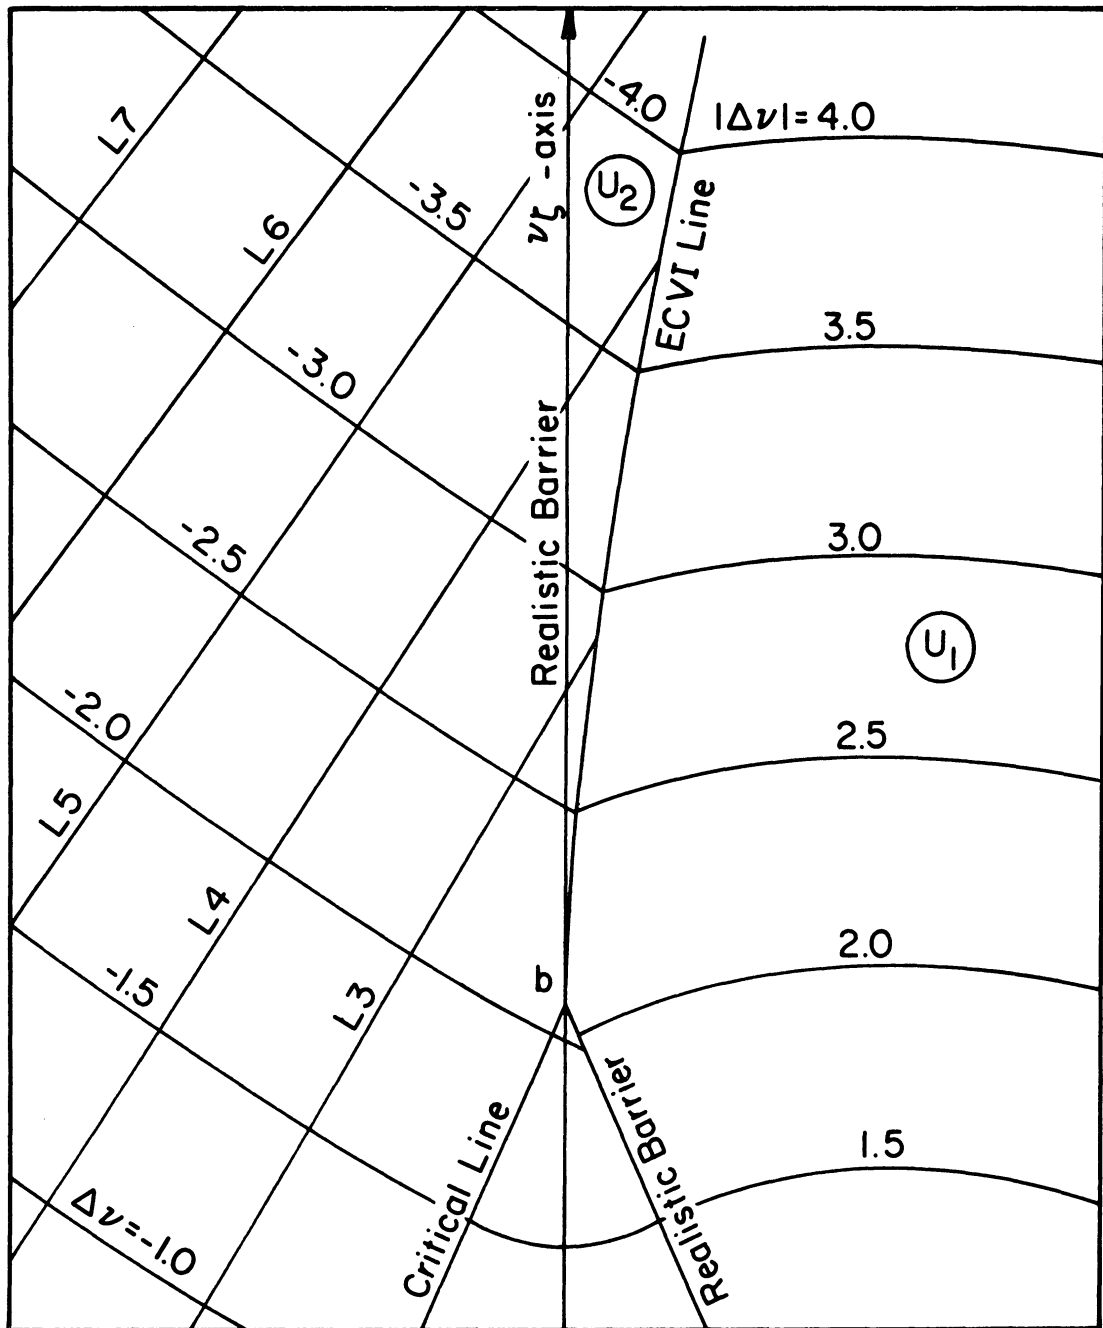 L7
-4.0
|Δν|=4.0
νζ -axis
U2
-3.5
L6
ECVI Line
3.5
-3.0
Realistic Barrier
3.0
-2.5
U1
-2.0
2.5
L5
L4
2.0
b
-1.5
L3
Critical Line
Realistic Barrier
1.5
Δν=-1.0